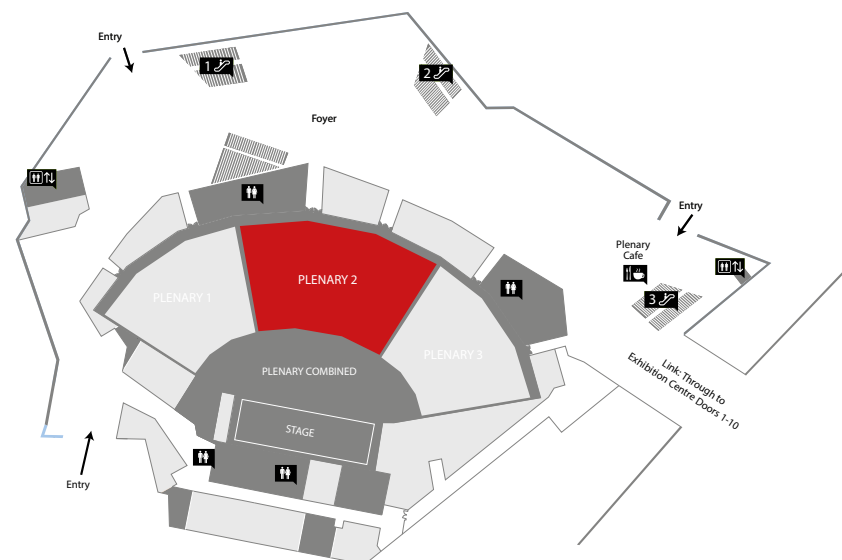 Entry
1
2
Foyer
Entry
Plenary
Cafe
3
PLENARY 2
PLENARY 1
PLENARY 3
PLENARY COMBINED
Link: Through to
Exhibition Centre Doors 1-10
STAGE
Entry